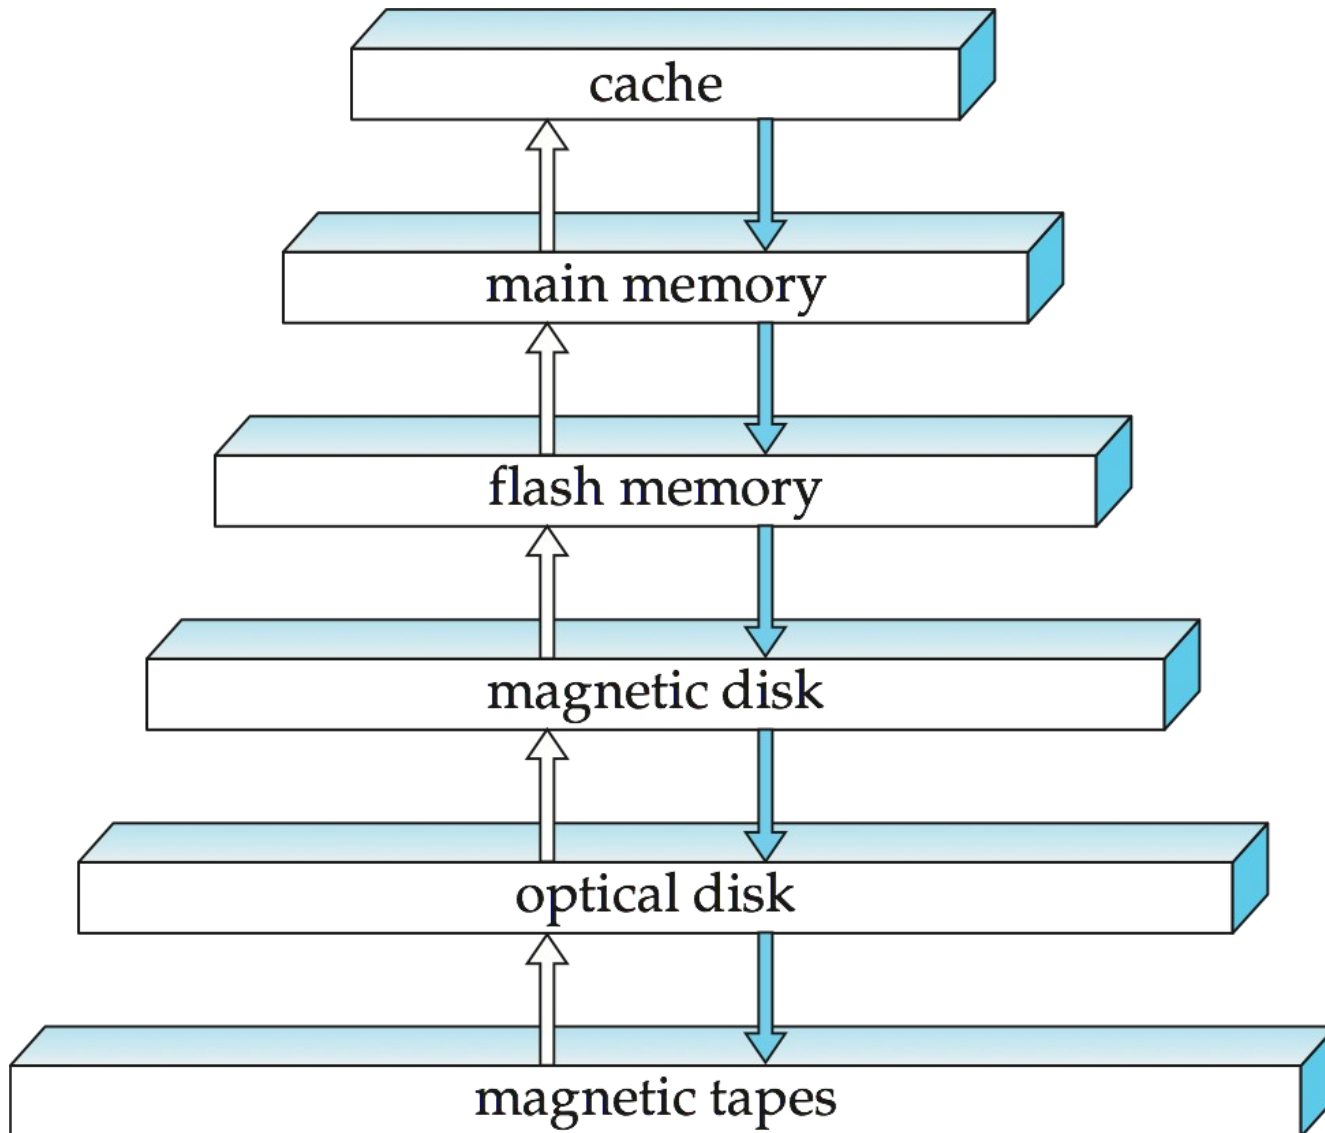 cache
main memory
flash memory
magnetic disk
optical disk
magnetic tapes